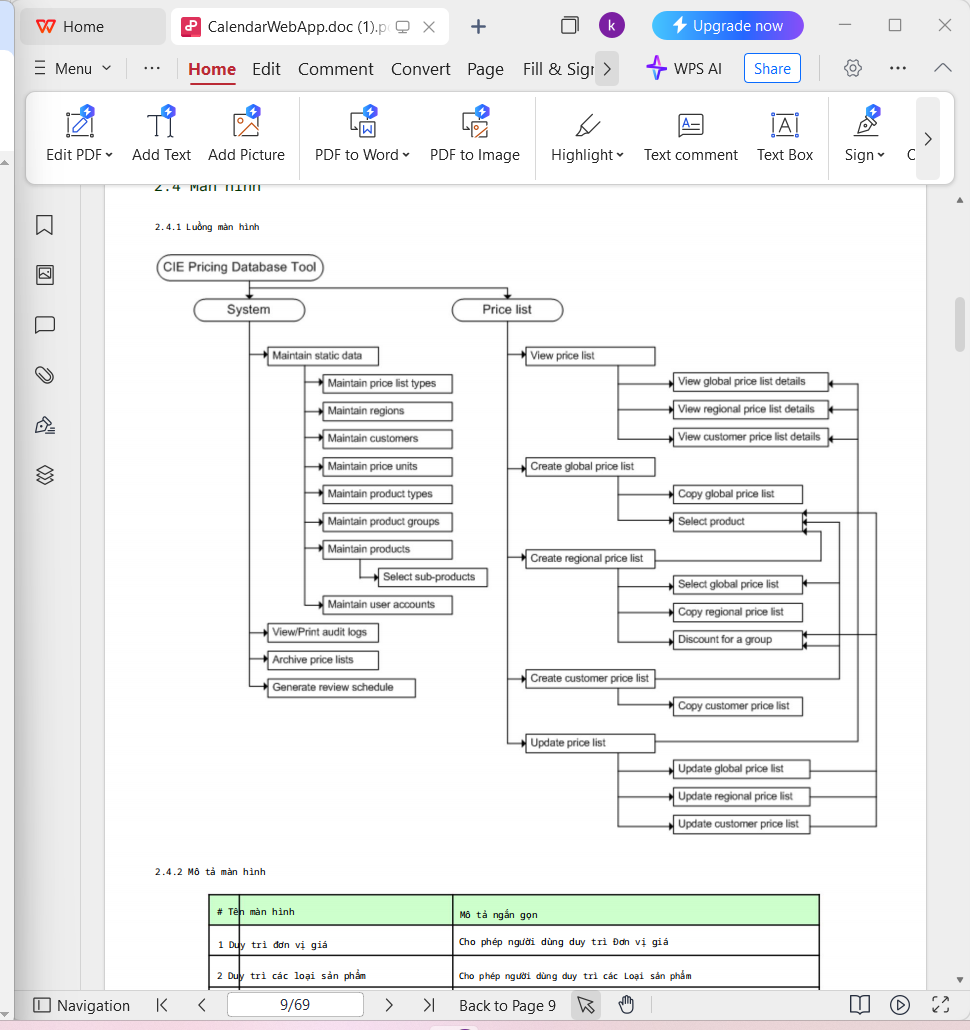 Home
CalendarWebApp.doc (1).p
k
Upgrade now
Menu
Home
Edit
Comment
Convert
Page
Fill & Sign
WPS AI
Share
Edit PDF
Add Text
Add Picture
PDF to Word
PDF to Image
Highlight
Text comment
Text Box
Sign
2.4 Màn hình
2.4.1 Luồng màn hình
CIE Pricing Database Tool
System
Price list
Maintain static data
View price list
Maintain price list types
View global price list details
Maintain regions
View regional price list details
Maintain customers
View customer price list details
Maintain price units
Create global price list
Maintain product types
Copy global price list
Maintain product groups
Select product
Maintain products
Create regional price list
Select sub-products
Select global price list
Maintain user accounts
Copy regional price list
View/Print audit logs
Discount for a group
Archive price lists
Create customer price list
Generate review schedule
Copy customer price list
Update price list
Update global price list
Update regional price list
Update customer price list
2.4.2 Mô tả màn hình
# Tên màn hình
Mô tả ngắn gọn
1 Duy trì đơn vị giá
Cho phép người dùng duy trì Đơn vị giá
2 Duy trì các loại sản phẩm
Cho phép người dùng duy trì các Loại sản phẩm
Navigation
9/69
Back to Page 9